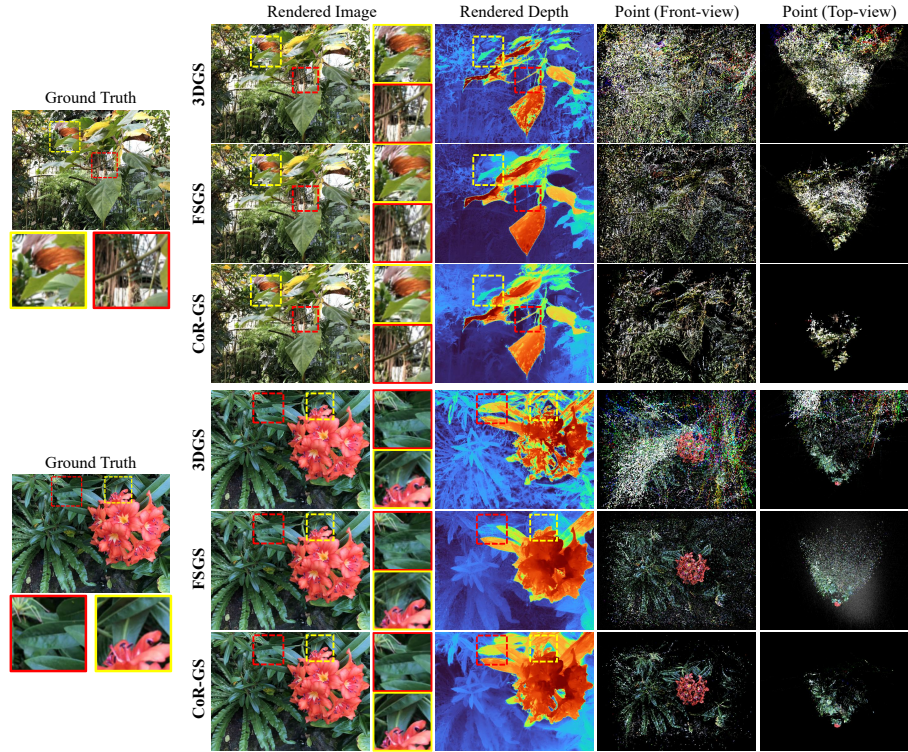 Rendered Image
Rendered Depth
Point (Front-view)
Point (Top-view)
Ground Truth
3DGS
FSGS
CoR-GS
Ground Truth
3DGS
FSGS
CoR-GS